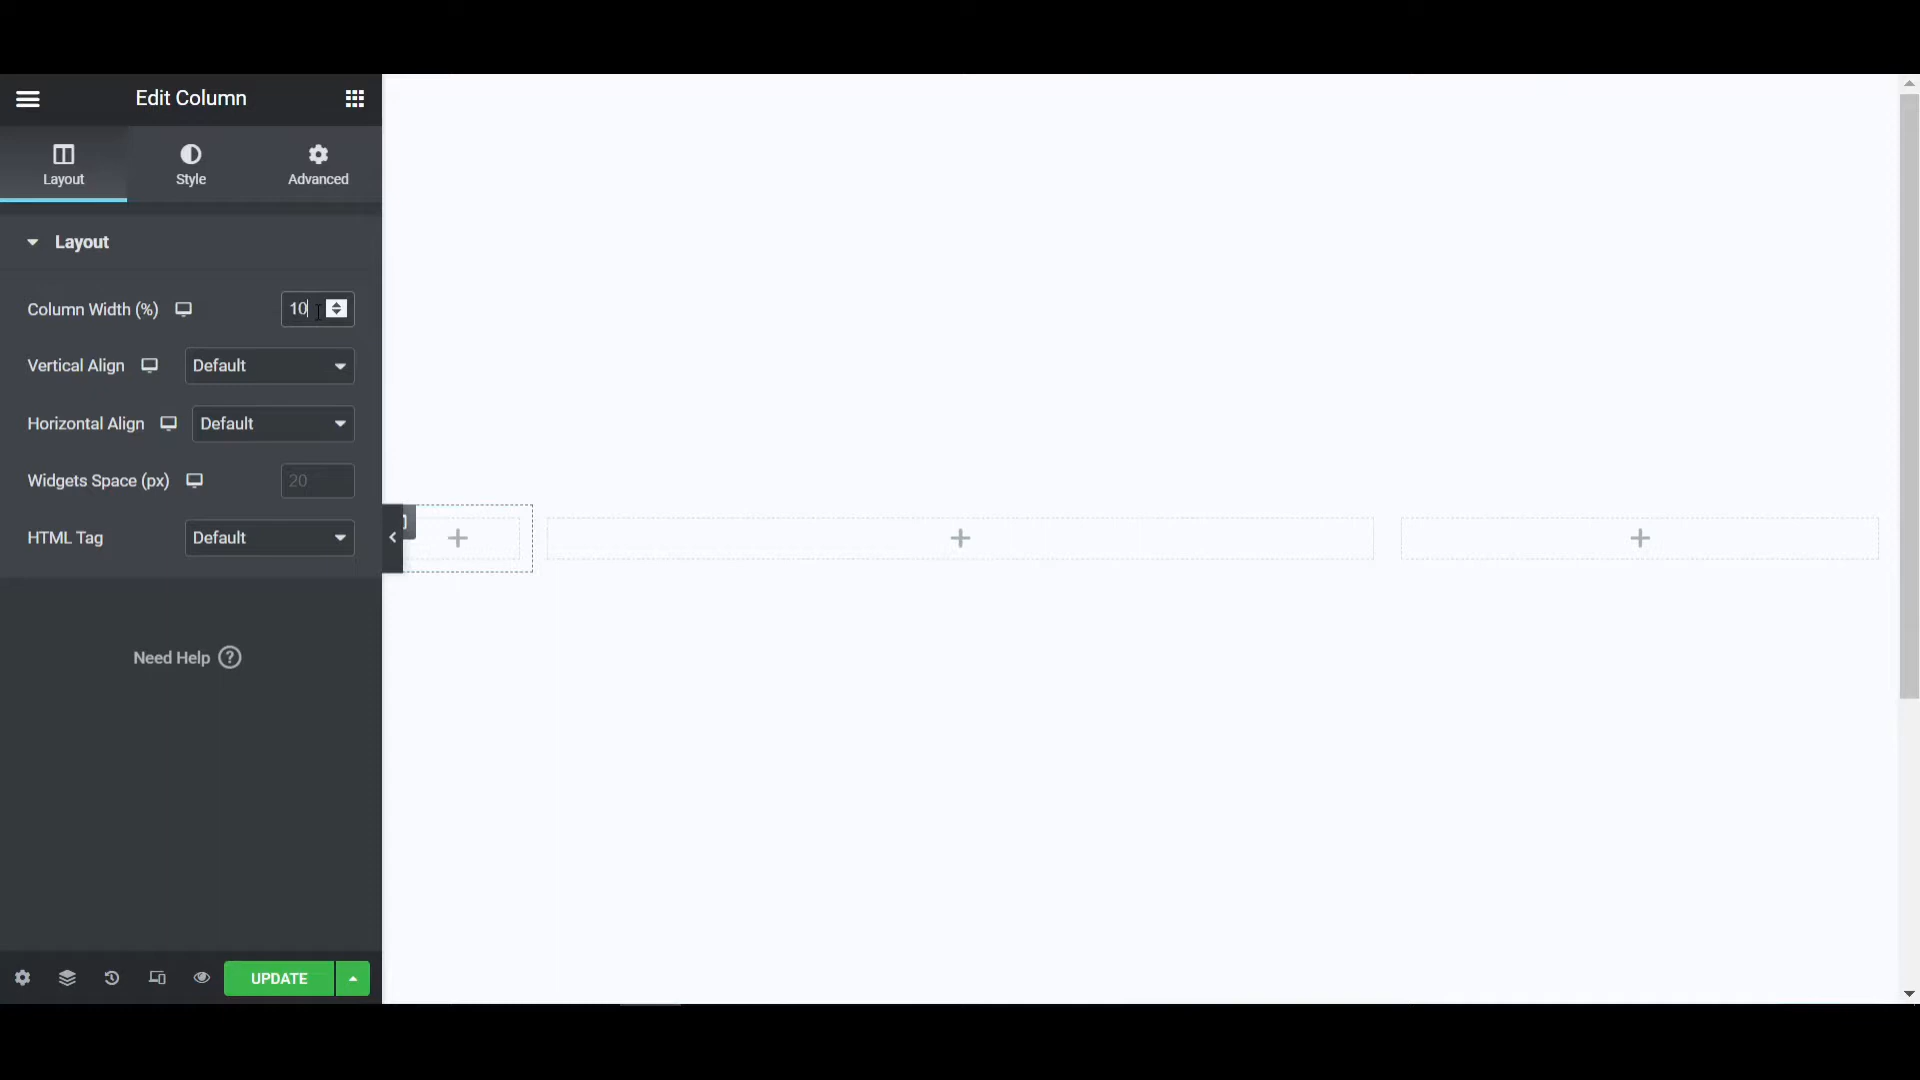 Edit Column
Layout
Style
Advanced
Layout
Column Width (%)
10
Vertical Align
Default
Horizontal Align
Default
Widgets Space (px)
20
HTML Tag
Default
Need Help
UPDATE